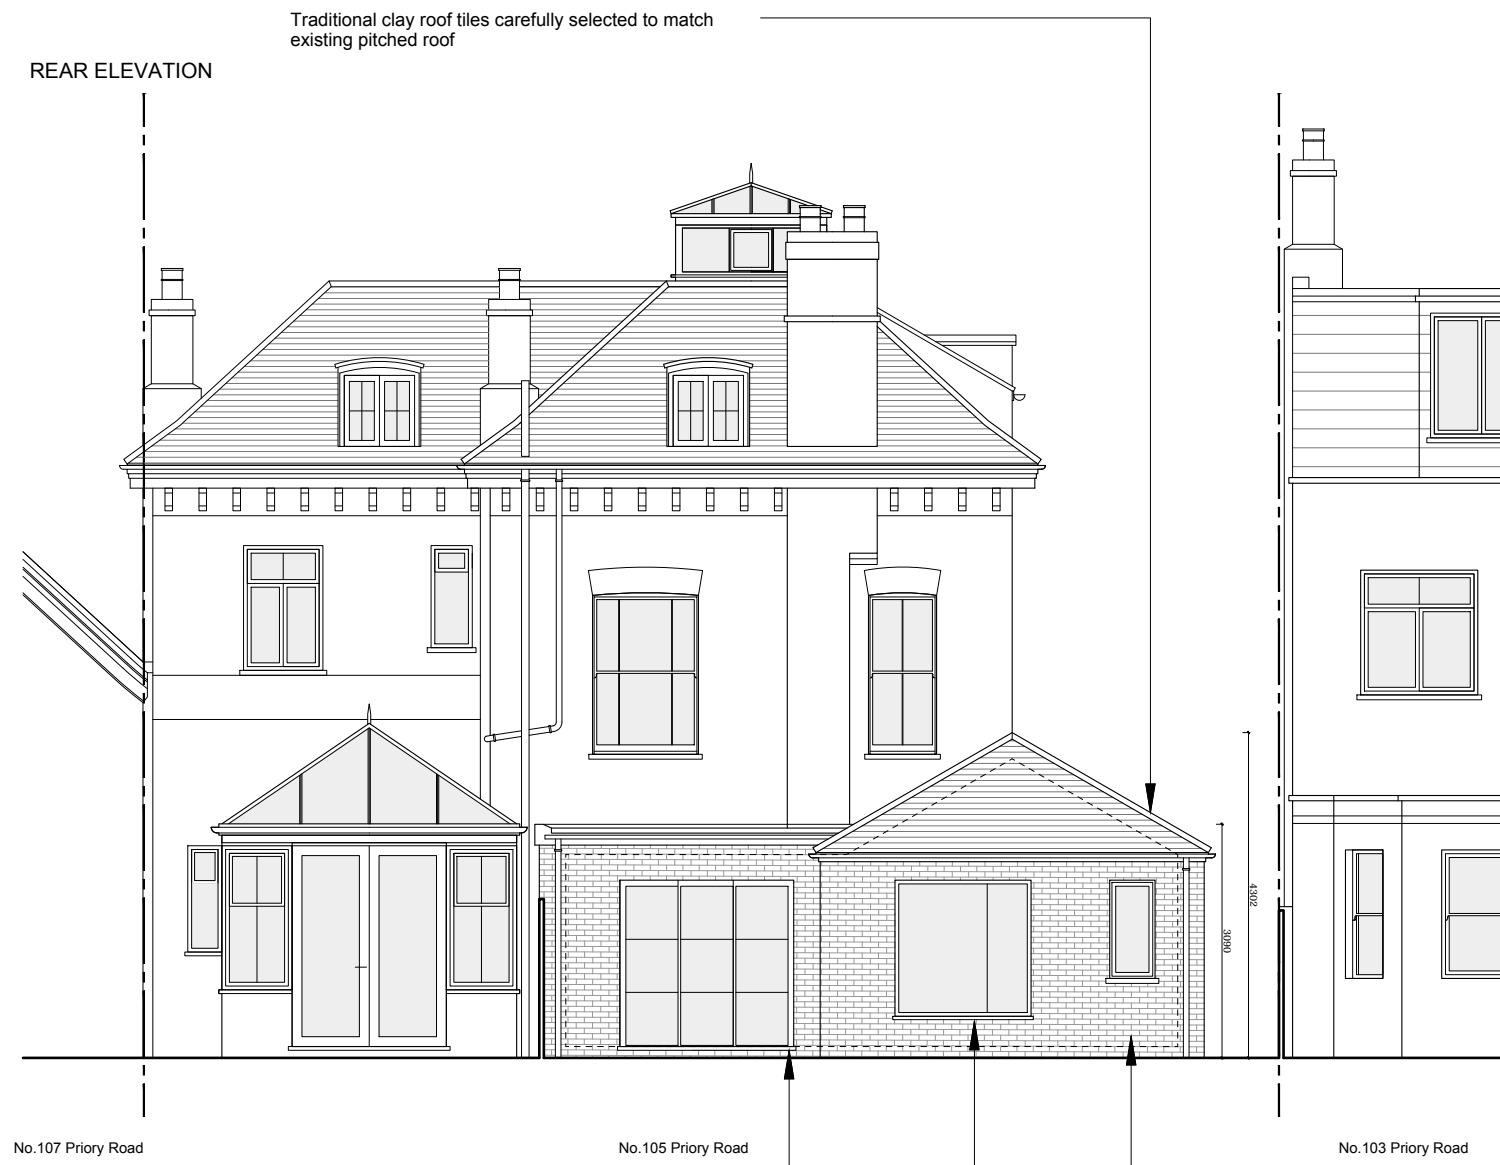 Traditional clay roof tiles carefully selected to match
existing pitched roof
REAR ELEVATION
4302
3090
No.107 Priory Road
No.105 Priory Road
No.103 Priory Road